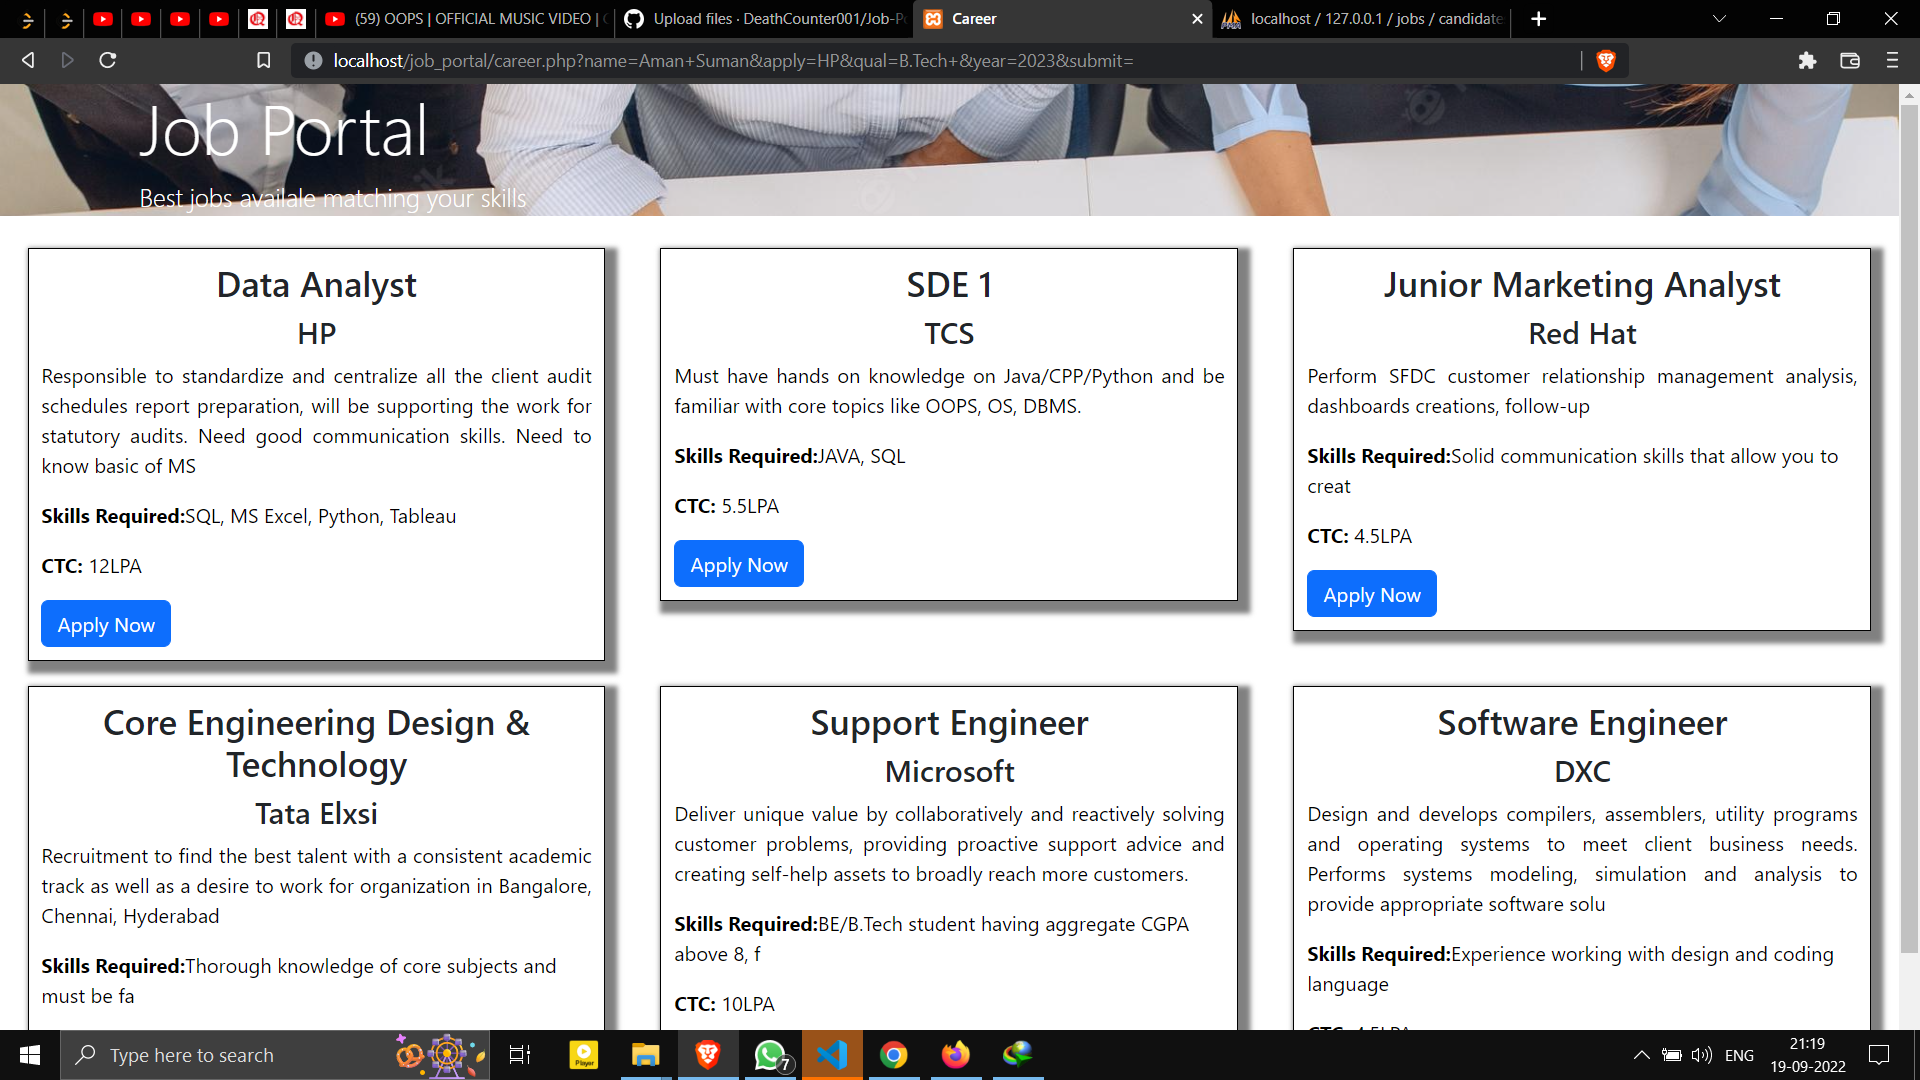 (59) OOPS | OFFICIAL MUSIC VIDEO |
Upload files · DeathCounter001/Job-P
Career
localhost / 127.0.0.1 / jobs / candidate
localhost/job_portal/career.php?name=Aman+Suman&apply=HP&qual=B.Tech+&year=2023&submit=
Job Portal
Best jobs availale matching your skills
Data Analyst
HP
Responsible to standardize and centralize all the client audit
schedules report preparation, will be supporting the work for
statutory audits. Need good communication skills. Need to
know basic of MS
Skills Required:SQL, MS Excel, Python, Tableau
CTC: 12LPA
Apply Now
SDE 1
TCS
Must have hands on knowledge on Java/CPP/Python and be
familiar with core topics like OOPS, OS, DBMS.
Skills Required:JAVA, SQL
CTC: 5.5LPA
Apply Now
Junior Marketing Analyst
Red Hat
Perform SFDC customer relationship management analysis,
dashboards creations, follow-up
Skills Required:Solid communication skills that allow you to
creat
CTC: 4.5LPA
Apply Now
Core Engineering Design &
Technology
Tata Elxsi
Recruitment to find the best talent with a consistent academic
track as well as a desire to work for organization in Bangalore,
Chennai, Hyderabad
Skills Required:Thorough knowledge of core subjects and
must be fa
Support Engineer
Microsoft
Deliver unique value by collaboratively and reactively solving
customer problems, providing proactive support advice and
creating self-help assets to broadly reach more customers.
Skills Required:BE/B.Tech student having aggregate CGPA
above 8, f
CTC: 10LPA
Software Engineer
DXC
Design and develops compilers, assemblers, utility programs
and operating systems to meet client business needs.
Performs systems modeling, simulation and analysis to
provide appropriate software solu
Skills Required:Experience working with design and coding
language
CTC: 4.5LPA
Type here to search
Player
7
ENG
21:19
19-09-2022